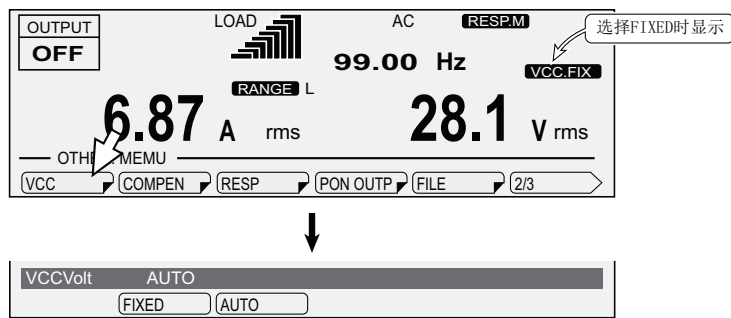 OUTPUT LOAD AC RESP.M 选择FIXED时显示
OFF 99.00 Hz VCC.FIX
RANGE L
6.87 A rms 28.1 V rms
OTHE MEMU
VCC COMPEN RESP PON OUTP FILE 2/3
VCCVolt AUTO
FIXED AUTO